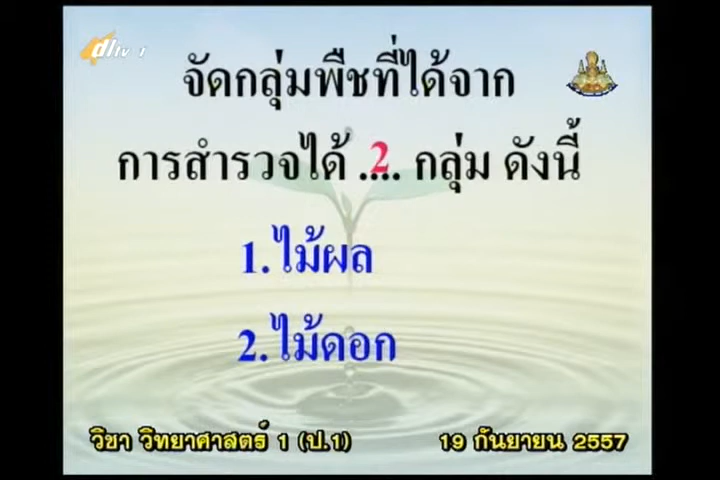 dltv 1
จัดกลุ่มพืชที่ได้จาก
การสำรวจได้ .2... กลุ่ม ดังนี้
1.ไม้ผล
2.ไม้ดอก
วิชา วิทยาศาสตร์ 1 (ป.1) 19 กันยายน 2557